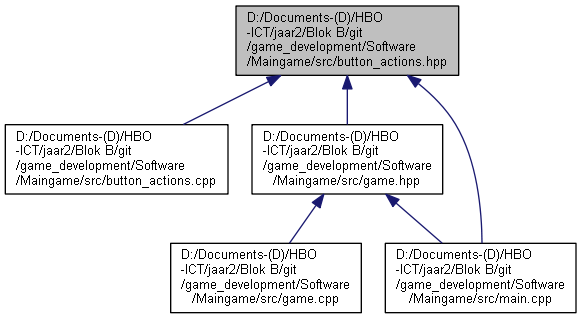 D:/Documents-(D)/HBO
-ICT/jaar2/Blok B/git
/game_development/Software
/Maingame/src/button_actions.hpp
D:/Documents-(D)/HBO
-ICT/jaar2/Blok B/git
/game_development/Software
/Maingame/src/button_actions.cpp
D:/Documents-(D)/HBO
-ICT/jaar2/Blok B/git
/game_development/Software
/Maingame/src/game.hpp
D:/Documents-(D)/HBO
-ICT/jaar2/Blok B/git
/game_development/Software
/Maingame/src/game.cpp
D:/Documents-(D)/HBO
-ICT/jaar2/Blok B/git
/game_development/Software
/Maingame/src/main.cpp